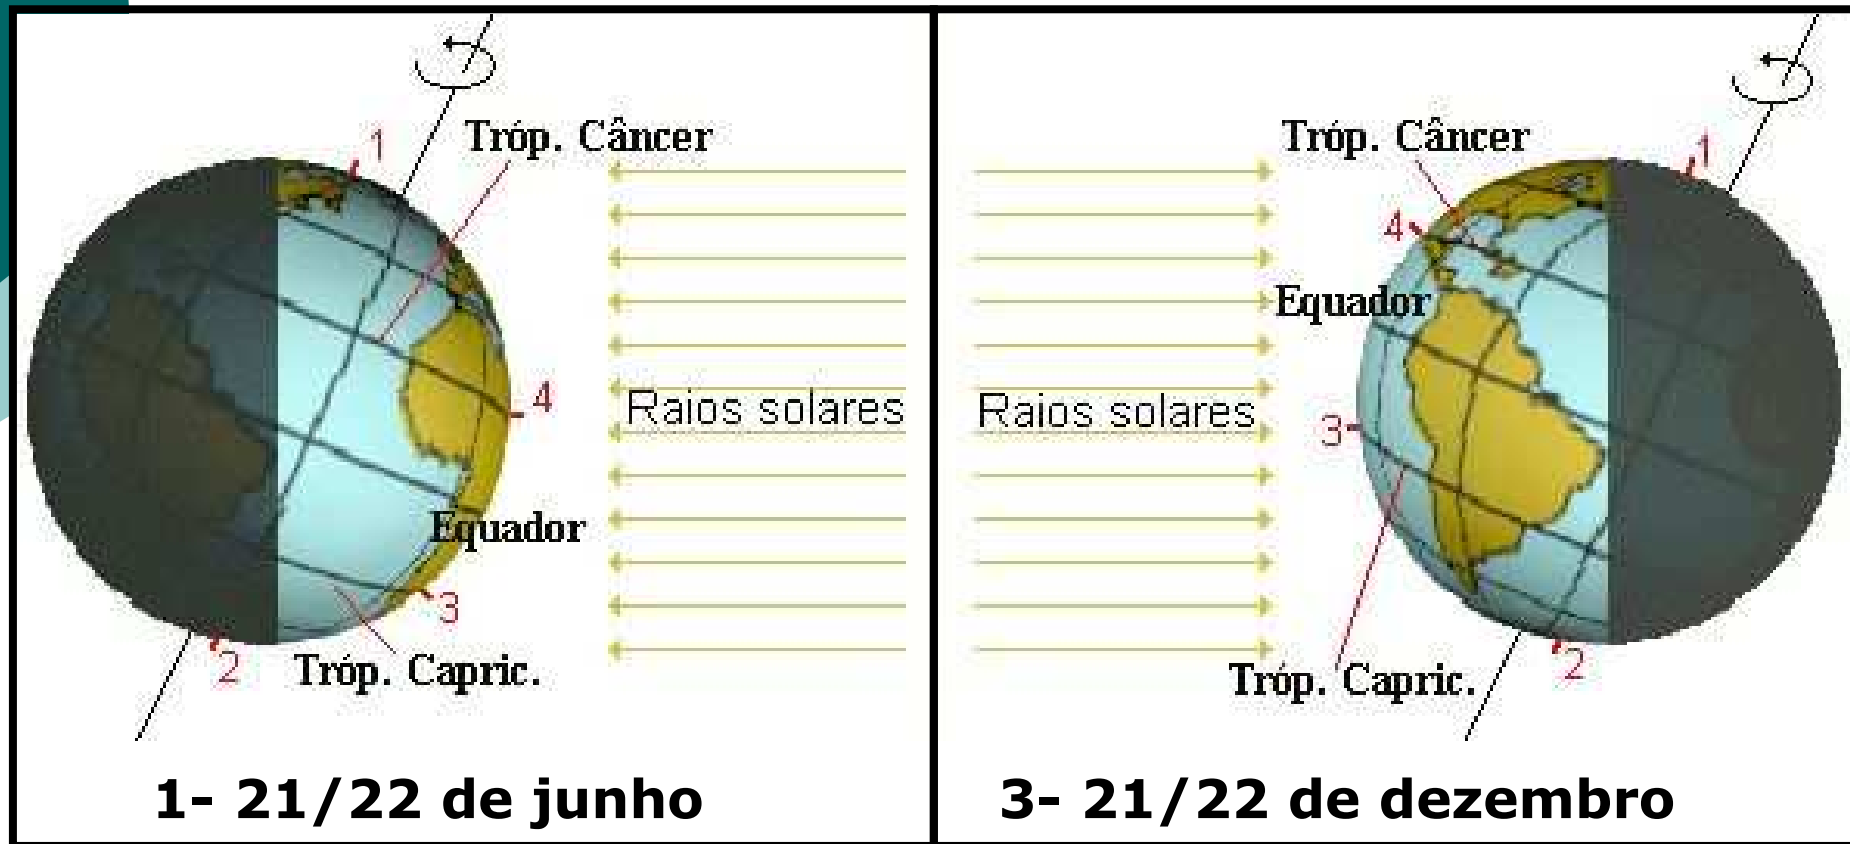 1
Tróp. Câncer
4
Raios solares
Equador
3
2
Tróp. Capric.
1- 21/22 de junho
Tróp. Câncer
1
4
Equador
Raios solares
3
2
Tróp. Capric.
3- 21/22 de dezembro